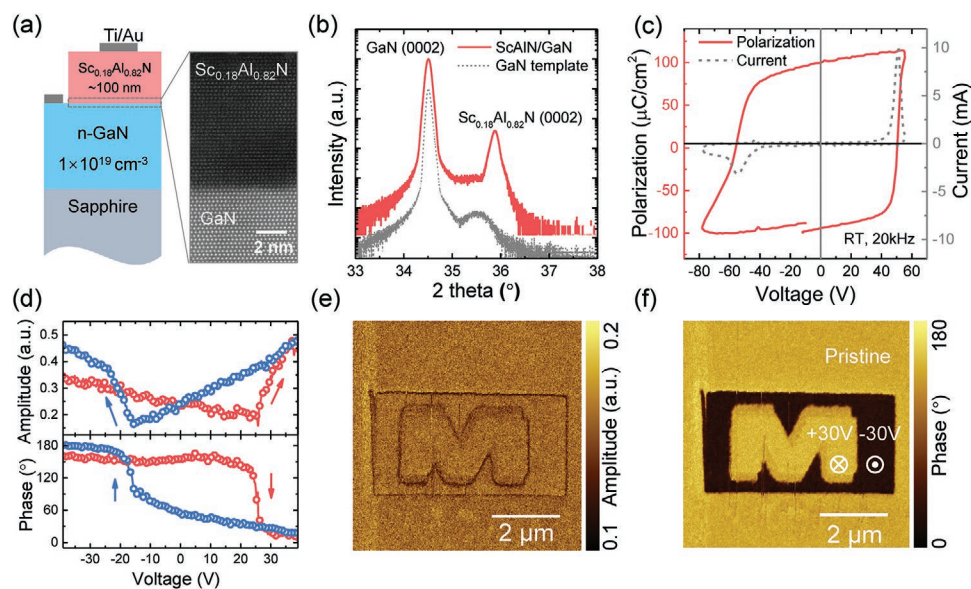 (a)
Ti/Au
Sc0.18Al0.82N
~100 nm
n-GaN
1×10¹⁹ cm⁻³
Sapphire
Sc0.18Al0.82N
GaN
2 nm
(b)
GaN (0002)
ScAlN/GaN
GaN template
Sc0.18Al0.82N (0002)
Intensity (a.u.)
33 34 35 36 37 38
2 theta (°)
(c)
Polarization
Current
Polarization (μC/cm²)
100
50
0
-50
-100
10
5
0
-5
-10
Current (mA)
RT, 20kHz
-80 -40 0 40 80
Voltage (V)
(d)
Amplitude (a.u.)
0.5
0.4
0.3
0.2
Phase (°)
180
120
60
0
-30 -20 -10 0 10 20 30
Voltage (V)
(e)
2 μm
0.1 Amplitude (a.u.) 0.2
(f)
Pristine
+30V -30V
2 μm
0 Phase (°) 180